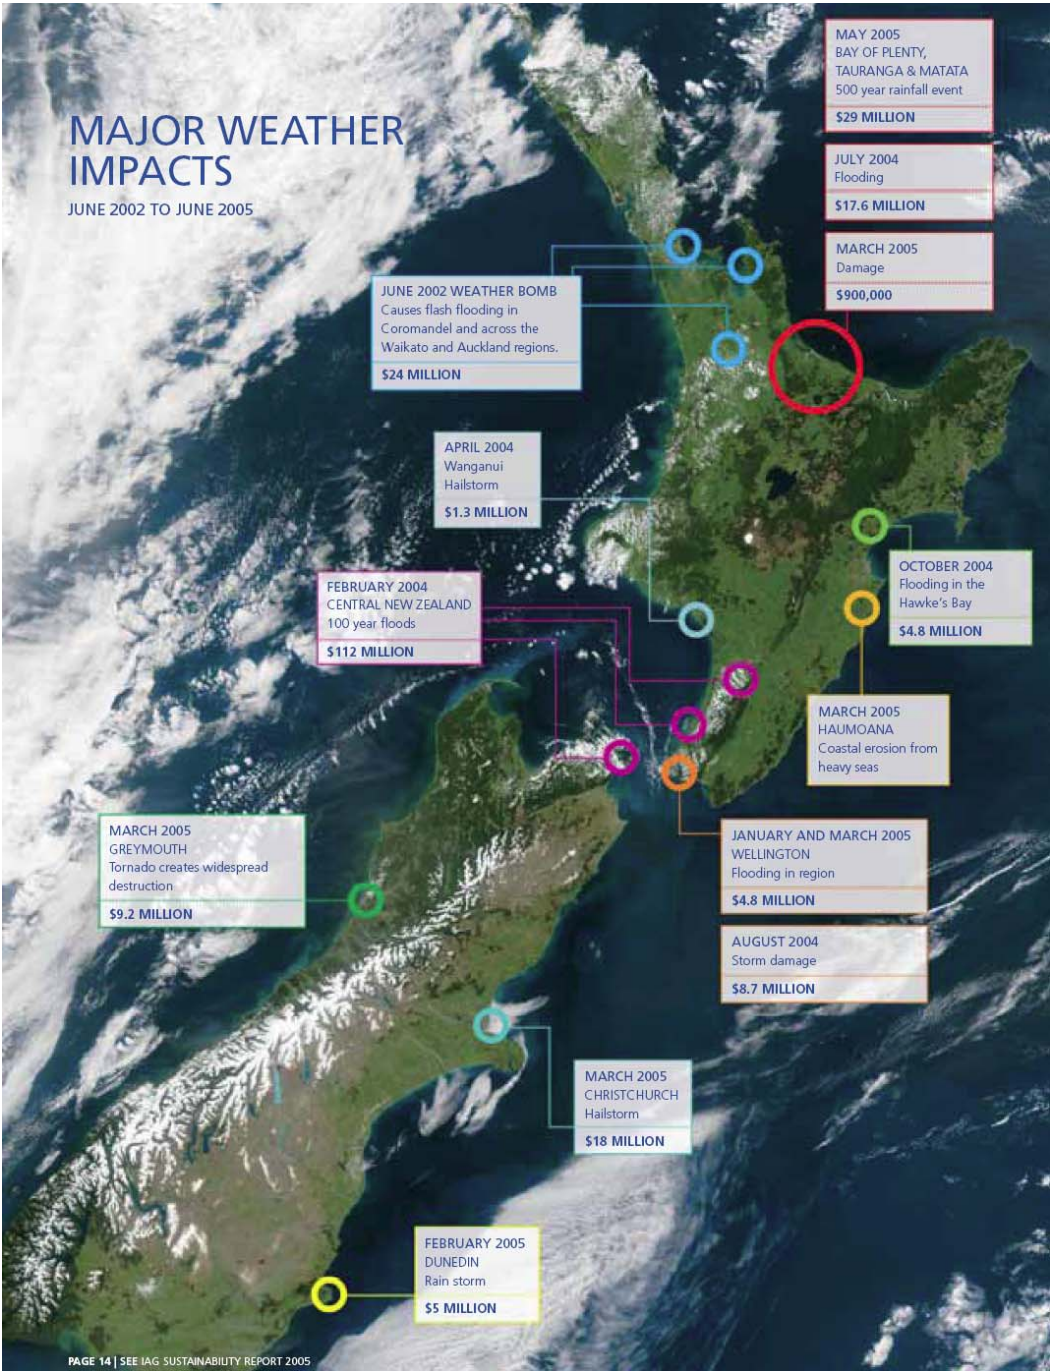 MAJOR WEATHER
IMPACTS
JUNE 2002 TO JUNE 2005
MAY 2005
BAY OF PLENTY,
TAURANGA & MATATA
500 year rainfall event
$29 MILLION
JULY 2004
Flooding
$17.6 MILLION
MARCH 2005
Damage
$900,000
JUNE 2002 WEATHER BOMB
Causes flash flooding in
Coromandel and across the
Waikato and Auckland regions.
$24 MILLION
APRIL 2004
Wanganui
Hailstorm
$1.3 MILLION
OCTOBER 2004
Flooding in the
Hawke's Bay
$4.8 MILLION
FEBRUARY 2004
CENTRAL NEW ZEALAND
100 year floods
$112 MILLION
MARCH 2005
HAUMOANA
Coastal erosion from
heavy seas
MARCH 2005
GREYMOUTH
Tornado creates widespread
destruction
$9.2 MILLION
JANUARY AND MARCH 2005
WELLINGTON
Flooding in region
$4.8 MILLION
AUGUST 2004
Storm damage
$8.7 MILLION
MARCH 2005
CHRISTCHURCH
Hailstorm
$18 MILLION
FEBRUARY 2005
DUNEDIN
Rain storm
$5 MILLION
PAGE 14 | SEE IAG SUSTAINABILITY REPORT 2005